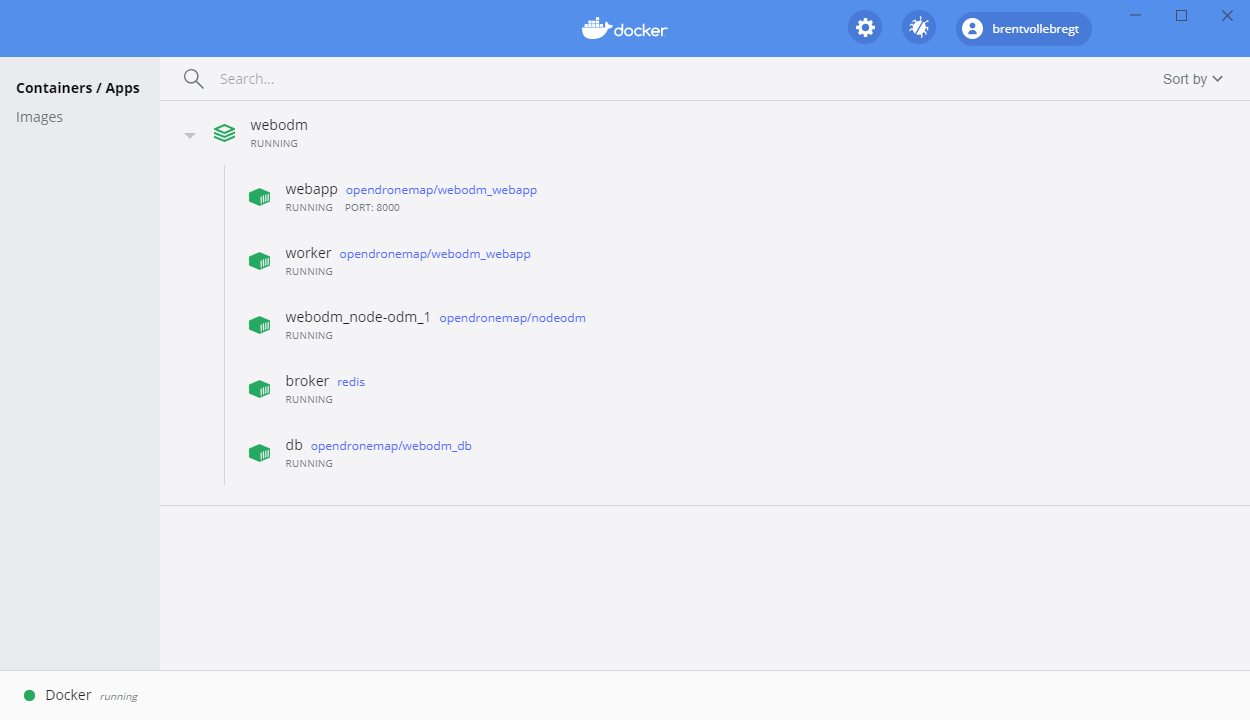 docker
brentvollebregt
Containers / Apps
Images
Search...
Sort by
webodm
RUNNING
webapp opendronemap/webodm_webapp
RUNNING PORT: 8000
worker opendronemap/webodm_webapp
RUNNING
webodm_node-odm_1 opendronemap/nodeodm
RUNNING
broker redis
RUNNING
db opendronemap/webodm_db
RUNNING
Docker running